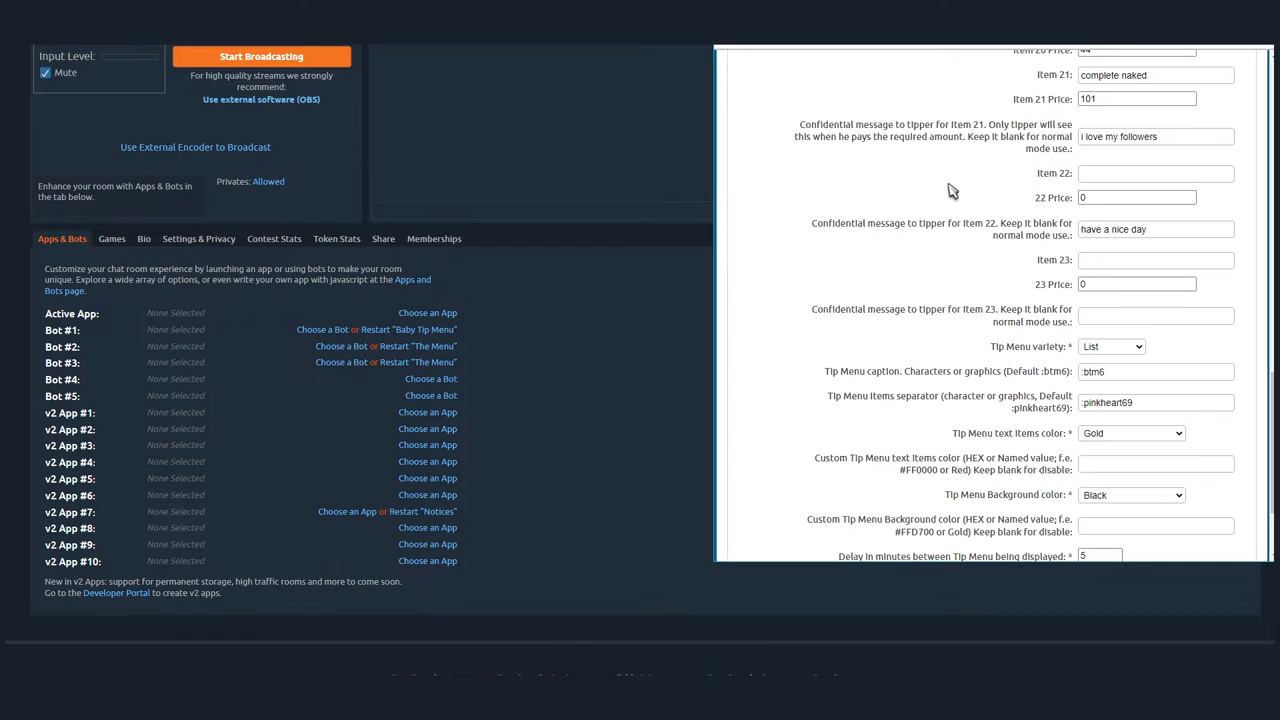 Input Level:
Mute
Start Broadcasting
For high quality streams we strongly
recommend:
Use external software (OBS)
Use External Encoder to Broadcast
Enhance your room with Apps & Bots in
the tab below.
Privates: Allowed
Apps & Bots Games Bio Settings & Privacy Contest Stats Token Stats Share Memberships
Customize your chat room experience by launching an app or using bots to make your room
unique. Explore a wide array of options, or even write your own app with javascript at the Apps and
Bots page.
Active App: None Selected Choose an App
Bot #1: None Selected Choose a Bot or Restart "Baby Tip Menu"
Bot #2: None Selected Choose a Bot or Restart "The Menu"
Bot #3: None Selected Choose a Bot or Restart "The Menu"
Bot #4: None Selected Choose a Bot
Bot #5: None Selected Choose a Bot
v2 App #1: None Selected Choose an App
v2 App #2: None Selected Choose an App
v2 App #3: None Selected Choose an App
v2 App #4: None Selected Choose an App
v2 App #5: None Selected Choose an App
v2 App #6: None Selected Choose an App
v2 App #7: None Selected Choose an App or Restart "Notices"
v2 App #8: None Selected Choose an App
v2 App #9: None Selected Choose an App
v2 App #10: None Selected Choose an App
New in v2 Apps: support for permanent storage, high traffic rooms and more to come soon.
Go to the Developer Portal to create v2 apps.
Item 20 Price: 44
Item 21: complete naked
Item 21 Price: 101
Confidential message to tipper for Item 21. Only tipper will see
this when he pays the required amount. Keep it blank for normal
mode use.: i love my followers
Item 22:
22 Price: 0
Confidential message to tipper for Item 22. Keep it blank for
normal mode use.: have a nice day
Item 23:
23 Price: 0
Confidential message to tipper for Item 23. Keep it blank for
normal mode use.:
Tip Menu variety: * List
Tip Menu caption. Characters or graphics (Default :btm6): :btm6
Tip Menu Items separator (character or graphics, Default
:pinkheart69): :pinkheart69
Tip Menu text Items color: * Gold
Custom Tip Menu text Items color (HEX or Named value; f.e.
#FF0000 or Red) Keep blank for disable:
Tip Menu Background color: * Black
Custom Tip Menu Background color (HEX or Named value; f.e.
#FFD700 or Gold) Keep blank for disable:
Delay in minutes between Tip Menu being displayed: * 5